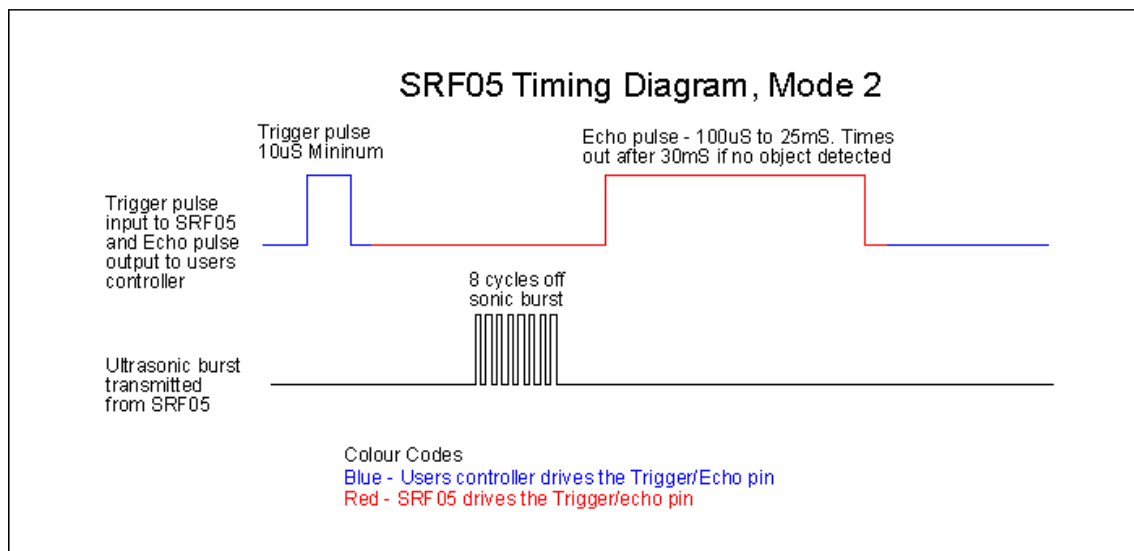 SRF05 Timing Diagram, Mode 2
Trigger pulse
10uS Mininum
Echo pulse - 100uS to 25mS. Times
out after 30mS if no object detected
Trigger pulse
input to SRF05
and Echo pulse
output to users
controller
8 cycles off
sonic burst
Ultrasonic burst
transmitted
from SRF05
Colour Codes
Blue - Users controller drives the Trigger/Echo pin
Red - SRF05 drives the Trigger/echo pin